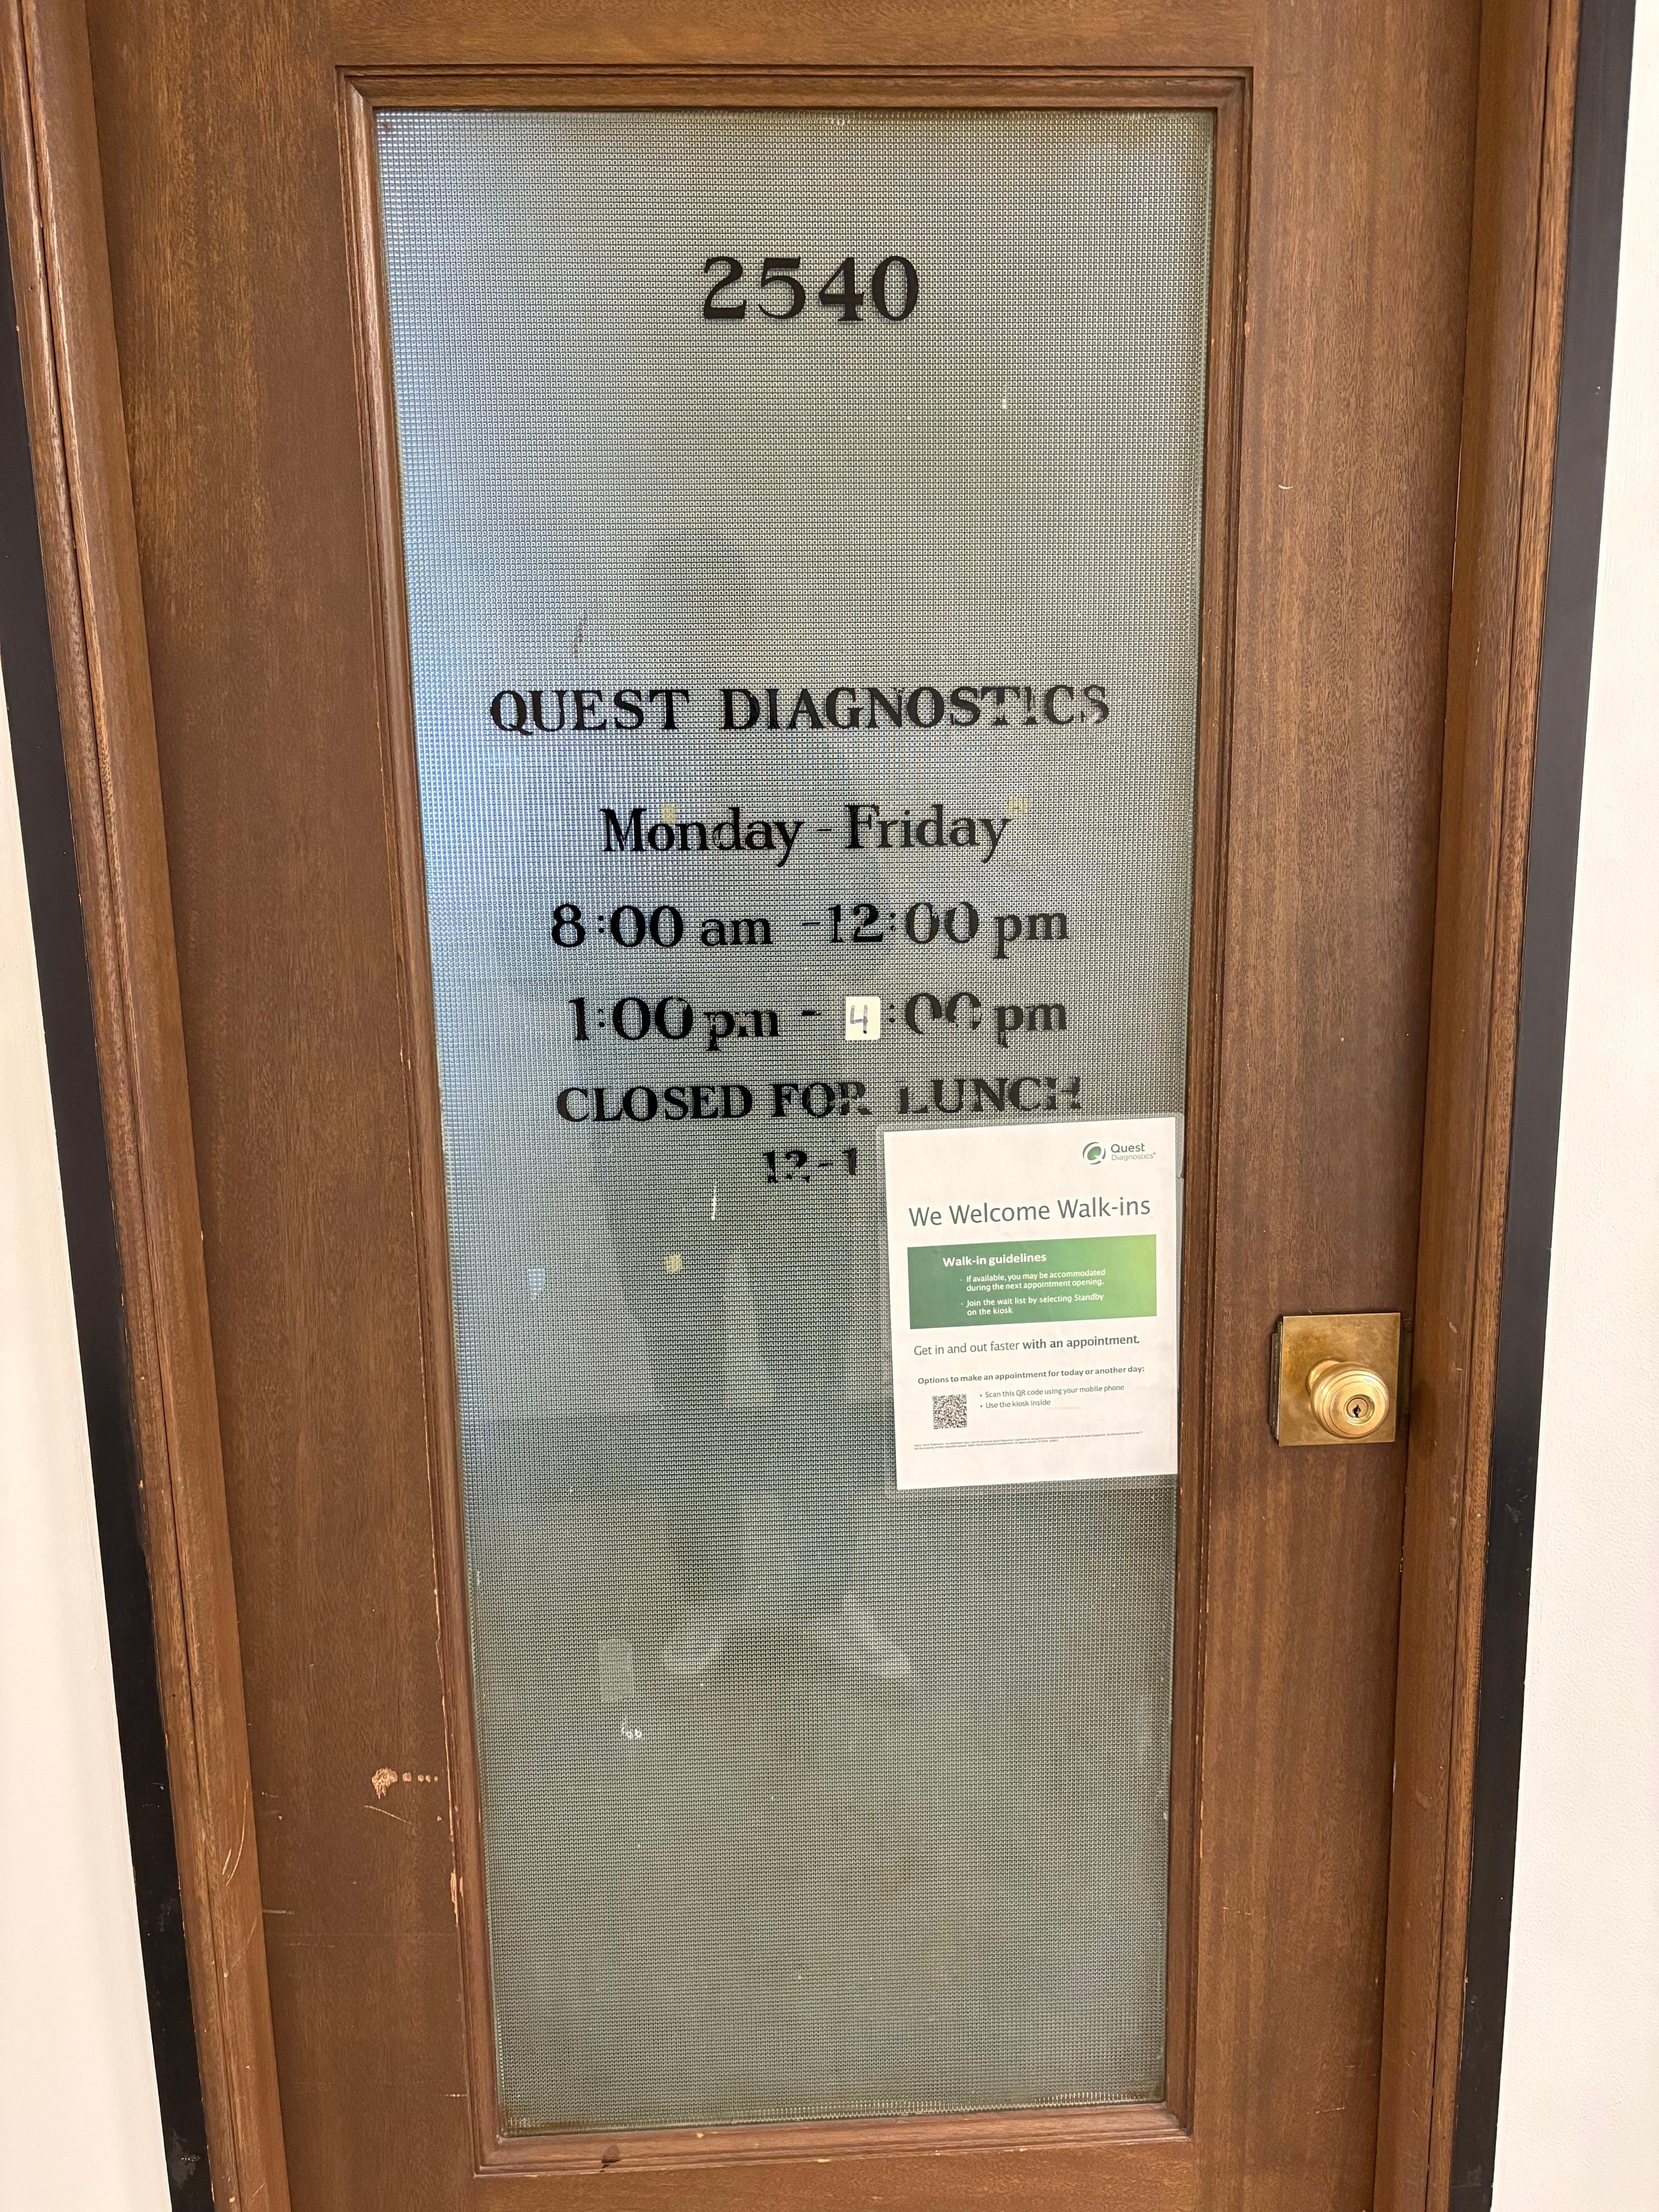 2540
QUEST DIAGNOSTICS
Monday - Friday
8:00 am - 12:00 pm
1:00 pm - 4:00 pm
CLOSED FOR LUNCH
12-1
Quest
Diagnostics®
We Welcome Walk-ins
Walk-in guidelines
· If available, you may be accommodated
during the next appointment opening.
· Join the wait list by selecting Standby
on the kiosk
Get in and out faster with an appointment.
Options to make an appointment for today or another day:
• Scan this QR code using your mobile phone
• Use the kiosk inside